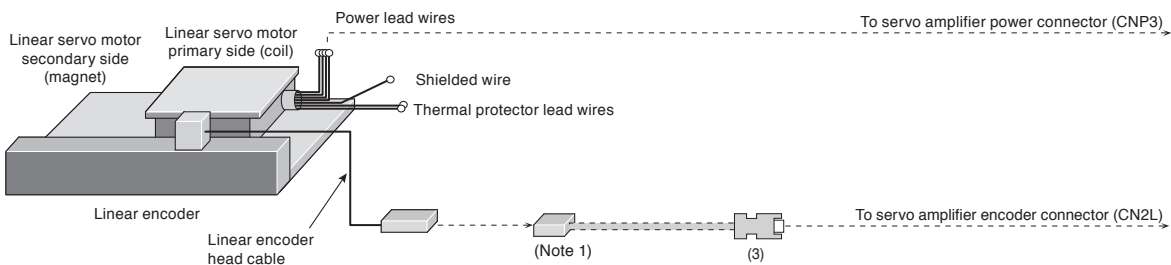 Power lead wires
To servo amplifier power connector (CNP3)
Linear servo motor
secondary side
(magnet)
Linear servo motor
primary side (coil)
Shielded wire
Thermal protector lead wires
Linear encoder
Linear encoder
head cable
(Note 1)
(3)
To servo amplifier encoder connector (CN2L)